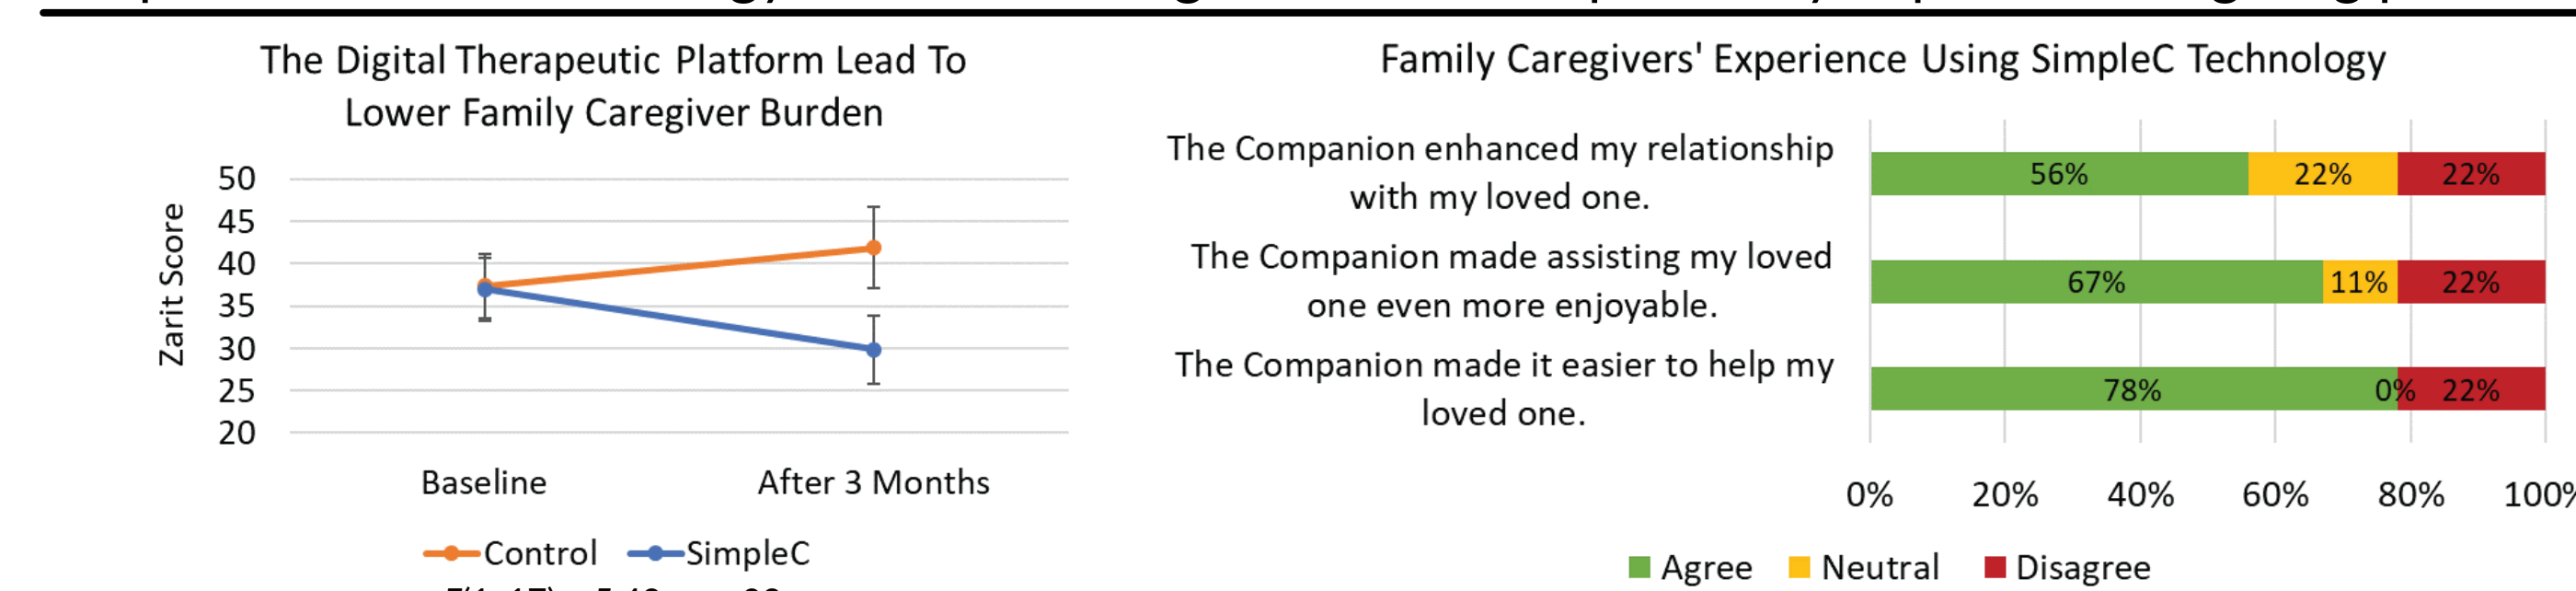 The Digital Therapeutic Platform Lead To
Lower Family Caregiver Burden
Zarit Score
50
45
40
35
30
25
20
Baseline
After 3 Months
Control
SimpleC
Family Caregivers' Experience Using SimpleC Technology
The Companion enhanced my relationship
with my loved one.
56%
22%
22%
The Companion made assisting my loved
one even more enjoyable.
67%
11%
22%
The Companion made it easier to help my
loved one.
78%
0%
22%
0%
20%
40%
60%
80%
100%
Agree
Neutral
Disagree